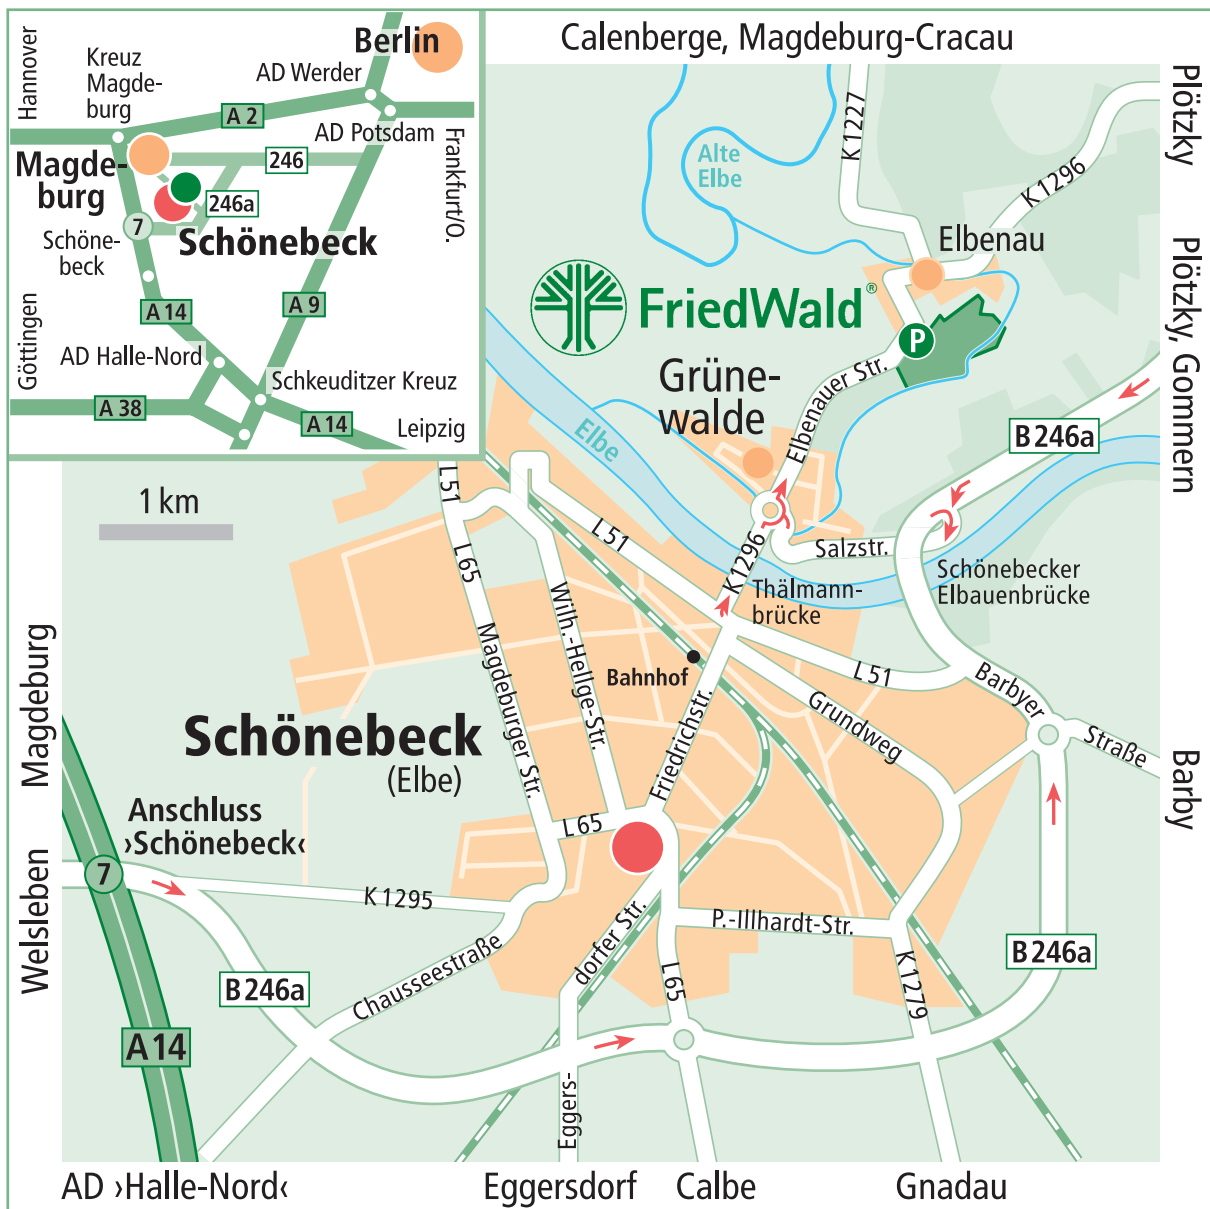 Hannover
Kreuz
Magde-
burg
Berlin
AD Werder
A 2
AD Potsdam
Frankfurt/O.
Magde-
burg
246
246a
7
Schöne-
beck
Schönebeck
Göttingen
A 14
A 9
AD Halle-Nord
Schkeuditzer Kreuz
A 38
A 14
Leipzig
Calenberge, Magdeburg-Cracau
Plötzky
Plötzky, Gommern
Barby
K 1227
K 1296
Alte
Elbe
Elbenau
FriedWald®
P
Grüne-
walde
Elbenauer Str.
B 246a
Elbe
1 km
L 51
L 65
L 51
K 1296
Salzstr.
Thälmann-
brücke
Schönebecker
Elbauenbrücke
Wilh.-Hellge-Str.
Magdeburger Str.
Bahnhof
Friedrichstr.
L 51
Grundweg
Barbyer
Straße
Schönebeck
(Elbe)
Magdeburg
Welsleben
Anschluss
›Schönebeck‹
7
L 65
K 1295
P.-Illhardt-Str.
Chausseestraße
B 246a
A 14
Eggers-
dorfer Str.
L 65
K 1279
B 246a
AD ›Halle-Nord‹
Eggersdorf
Calbe
Gnadau